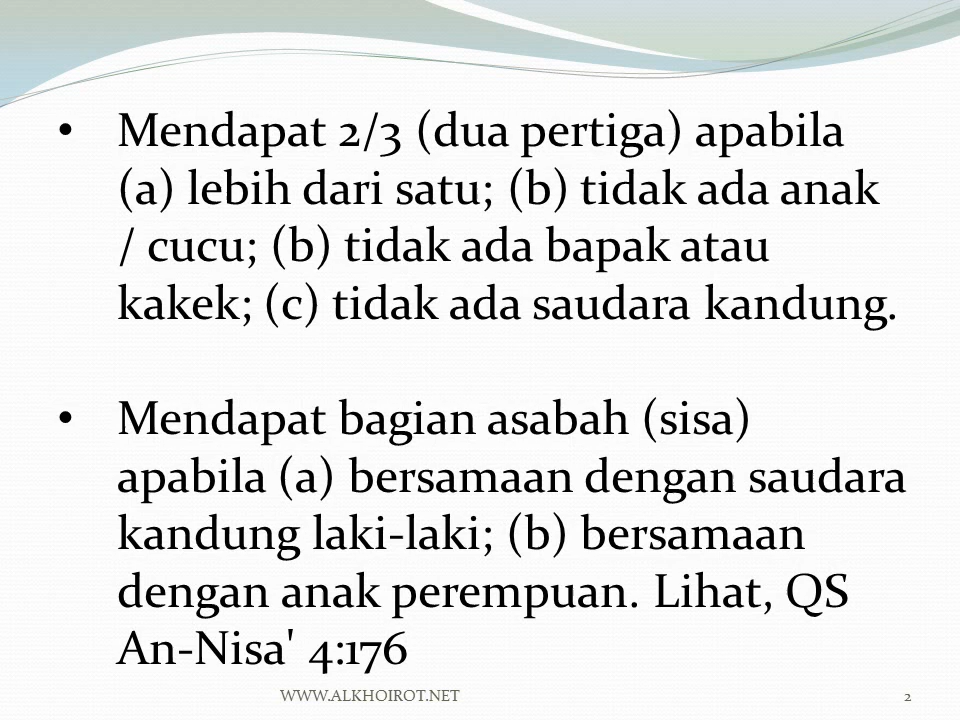 • Mendapat 2/3 (dua pertiga) apabila
(a) lebih dari satu; (b) tidak ada anak
/ cucu; (b) tidak ada bapak atau
kakek; (c) tidak ada saudara kandung.
• Mendapat bagian asabah (sisa)
apabila (a) bersamaan dengan saudara
kandung laki-laki; (b) bersamaan
dengan anak perempuan. Lihat, QS
An-Nisa' 4:176
WWW.ALKHOIROT.NET 2